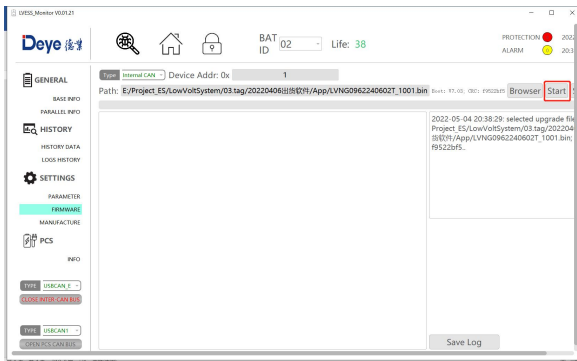 LVESS_Monitor V0.01.21
Deye
BAT ID 02 Life: 38
PROTECTION 2022
ALARM 20:3
GENERAL
BASE INFO
PARALLEL INFO
HISTORY
HISTORY DATA
LOGS HISTORY
SETTINGS
PARAMETER
FIRMWARE
MANUFACTURE
PCS
INFO
TYPE USBCAN_E
CLOSE INTER-CAN BUS
TYPE USBCAN1
OPEN PCS CAN BUS
Type Internal CAN Device Addr: 0x 1
Path: E:/Project_ES/LowVoltSystem/03.tag/20220406出货软件/App/LVNG0962240602T_1001.bin Browser Start
2022-05-04 20:38:29: selected upgrade file
Project_ES/LowVoltSystem/03.tag/2022040
货软件/App/LVNG0962240602T_1001.bin;
f9522bf5..
Save Log